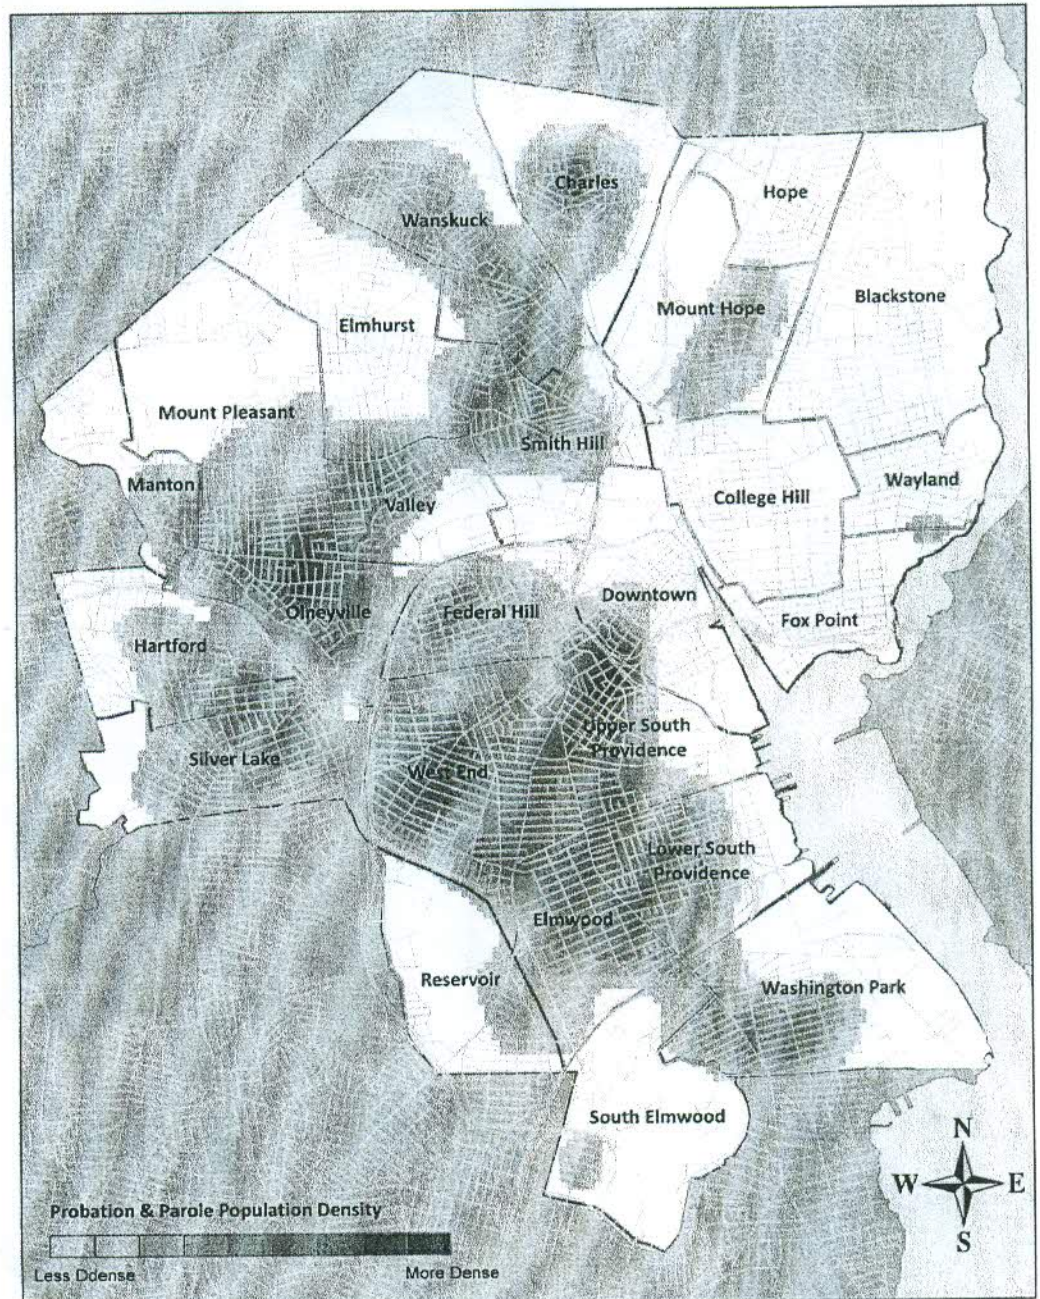 Charles
Hope
Wanskuck
Blackstone
Mount Hope
Elmhurst
Mount Pleasant
Smith Hill
Manton
Wayland
College Hill
Valley
Downtown
Olneyville
Federal Hill
Fox Point
Hartford
Upper South
Providence
Silver Lake
West End
Lower South
Providence
Elmwood
Reservoir
Washington Park
South Elmwood
N
W
E
S
Probation & Parole Population Density
Less Ddense
More Dense